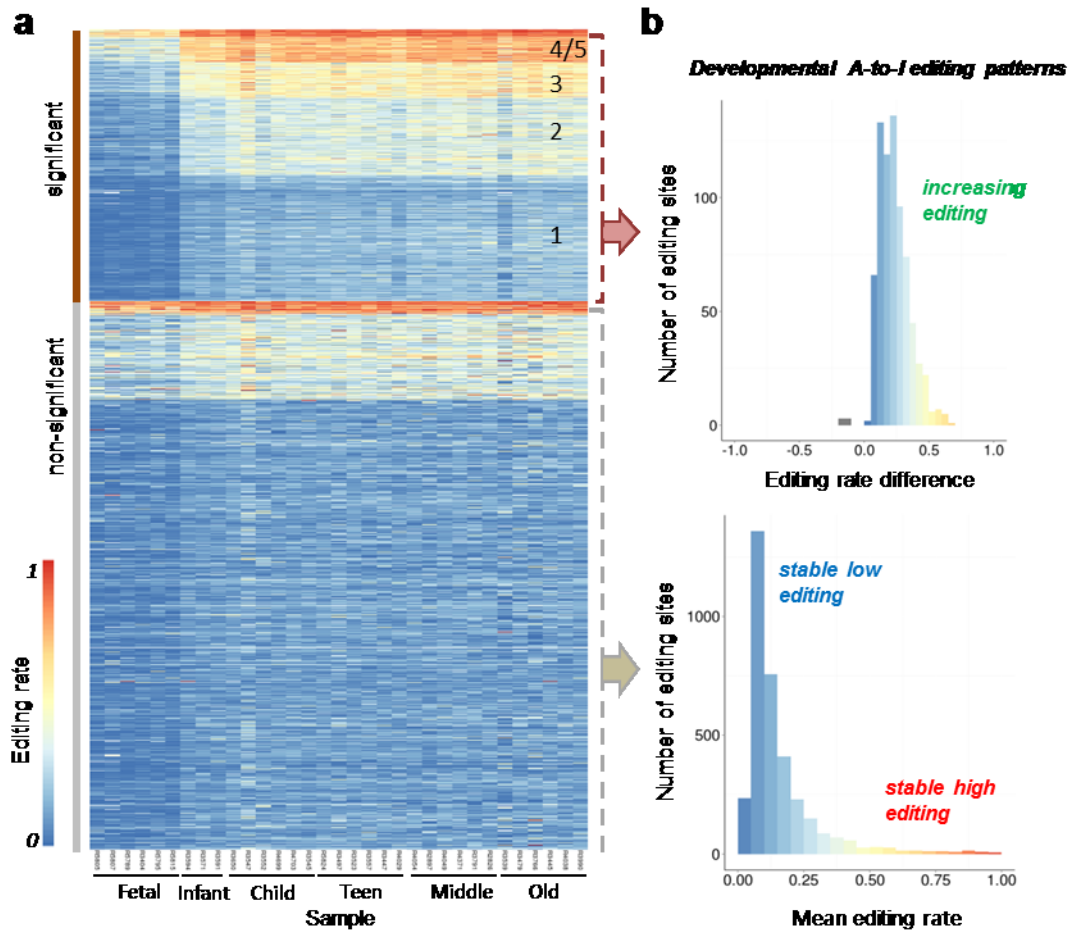 a
significant
non-significant
4/5
3
2
1
1
0
Editing rate
Fetal Infant Child Teen Middle Old
Sample
b
Developmental A-to-I editing patterns
Number of editing sites
100
50
0
increasing
editing
-1.0 -0.5 0.0 0.5 1.0
Editing rate difference
Number of editing sites
1000
500
0
stable low
editing
stable high
editing
0.00 0.25 0.50 0.75 1.00
Mean editing rate